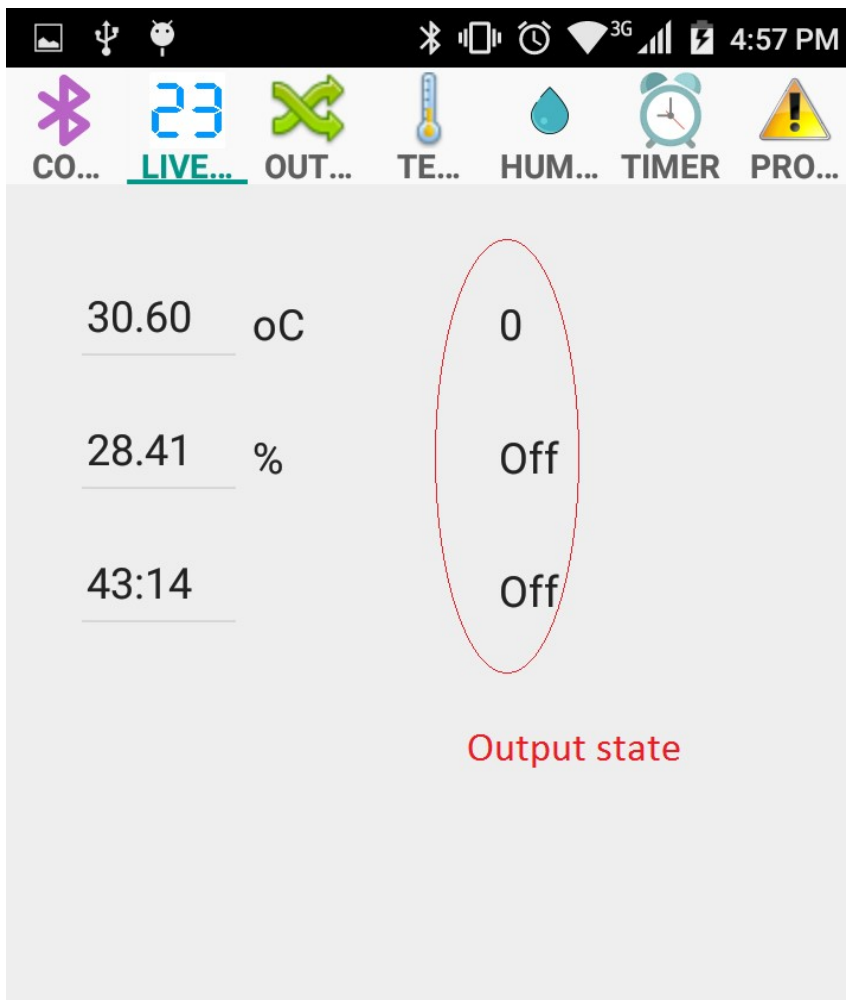 3G 4:57 PM
23
CO... LIVE... OUT... TE... HUM... TIMER PRO...
30.60 oC 0
28.41 % Off
43:14 Off
Output state